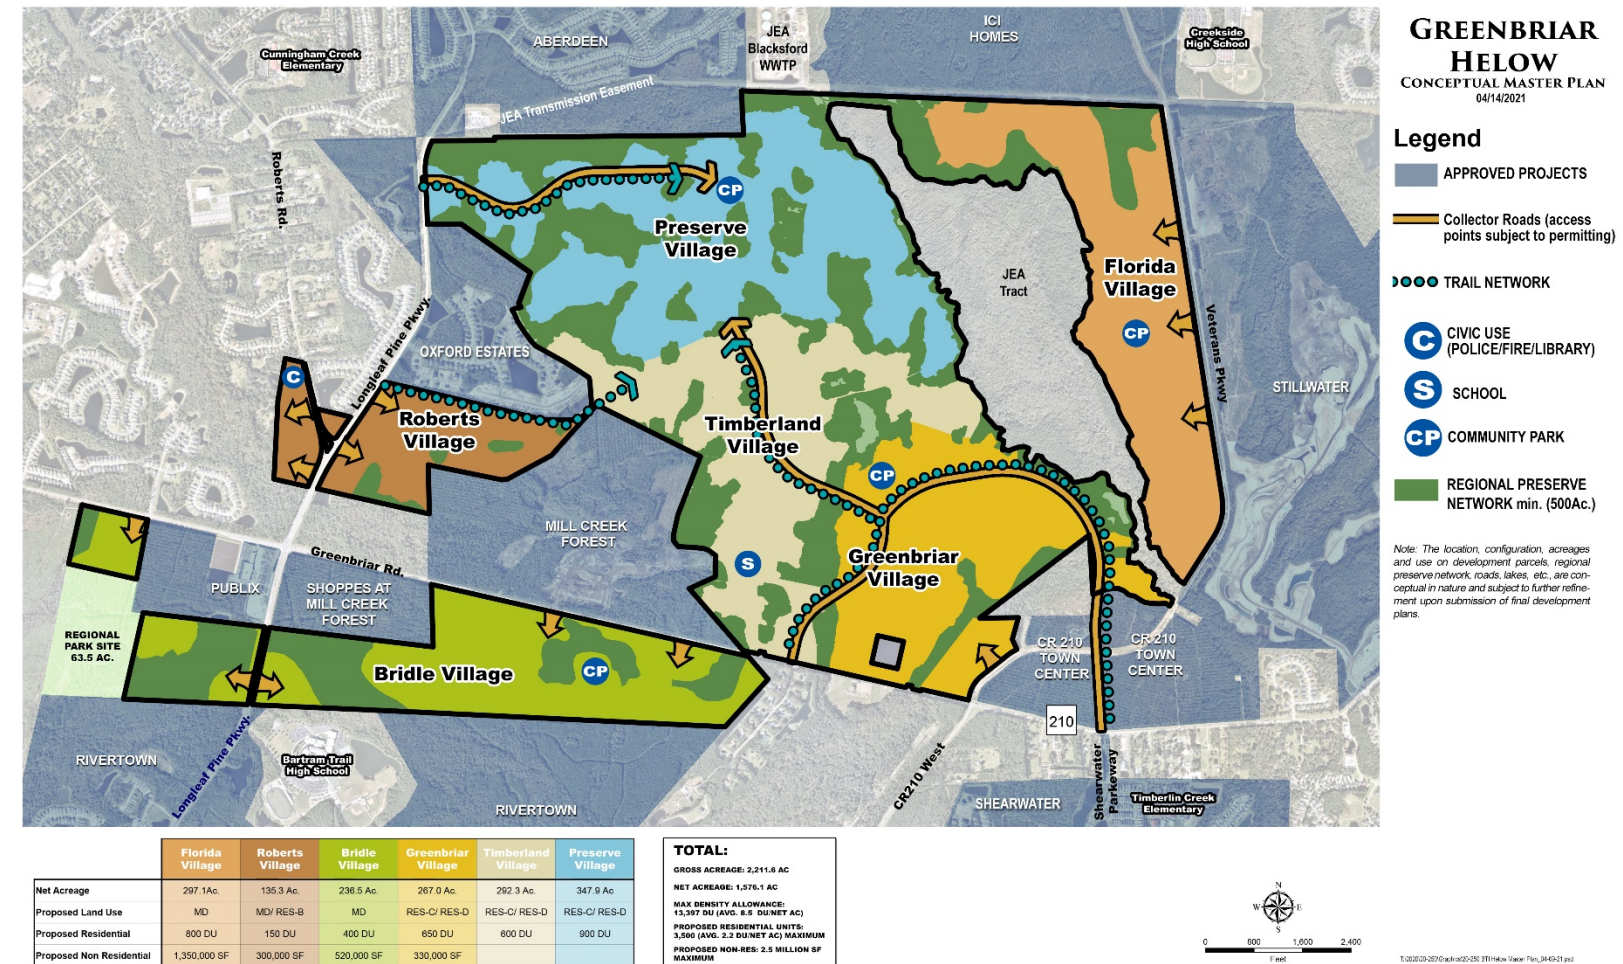 GREENBRIAR
HELOW
CONCEPTUAL MASTER PLAN
04/14/2021
Legend
APPROVED PROJECTS
Collector Roads (access
points subject to permitting)
TRAIL NETWORK
C
CIVIC USE
(POLICE/FIRE/LIBRARY)
S
SCHOOL
CP
COMMUNITY PARK
REGIONAL PRESERVE
NETWORK min. (500Ac.)
Note: The location, configuration, acreages
and use on development parcels, regional
preserve network, roads, lakes, etc., are con-
ceptual in nature and subject to further refine-
ment upon submission of final development
plans.
Cunningham Creek
Elementary
ABERDEEN
JEA
Blacksford
WWTP
ICI
HOMES
Creekside
High School
JEA Transmission Easement
Roberts Rd.
CP
Preserve
Village
JEA
Tract
Florida
Village
CP
Longleaf Pine Pkwy.
OXFORD ESTATES
Veterans Pkwy
STILLWATER
C
Roberts
Village
Timberland
Village
CP
MILL CREEK
FOREST
Greenbriar Rd.
S
Greenbriar
Village
PUBLIX
SHOPPES AT
MILL CREEK
FOREST
REGIONAL
PARK SITE
63.5 AC.
Bridle Village
CP
CR 210
TOWN
CENTER
CR 210
TOWN
CENTER
210
RIVERTOWN
Longleaf Pine Pkwy.
Bartram Trail
High School
RIVERTOWN
CR210 West
SHEARWATER
Shearwater
Parkeway
Timberlin Creek
Elementary
Florida Village Roberts Village Bridle Village Greenbriar Village Timberland Village Preserve Village
Net Acreage 297.1Ac. 135.3 Ac. 236.5 Ac. 267.0 Ac. 292.3 Ac. 347.9 Ac
Proposed Land Use MD MD/ RES-B MD RES-C/ RES-D RES-C/ RES-D RES-C/ RES-D
Proposed Residential 800 DU 150 DU 400 DU 650 DU 600 DU 900 DU
Proposed Non Residential 1,350,000 SF 300,000 SF 520,000 SF 330,000 SF
TOTAL:
GROSS ACREAGE: 2,211.6 AC
NET ACREAGE: 1,576.1 AC
MAX DENSITY ALLOWANCE:
13,397 DU (AVG. 8.5 DU/NET AC)
PROPOSED RESIDENTIAL UNITS:
3,500 (AVG. 2.2 DU/NET AC) MAXIMUM
PROPOSED NON-RES: 2.5 MILLION SF
MAXIMUM
N
W E
S
0 800 1,600 2,400
Feet